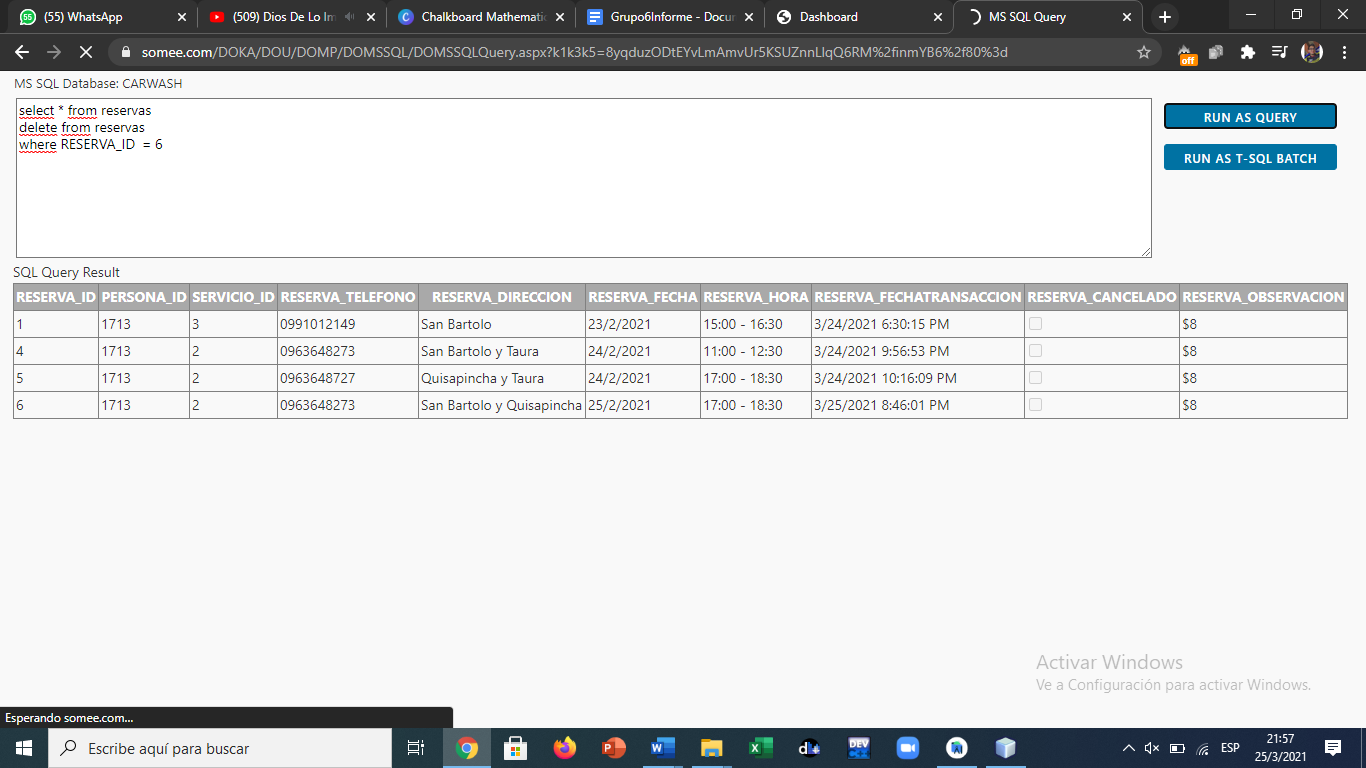 (55) WhatsApp
(509) Dios De Lo Im
Chalkboard Mathematic
Grupo6Informe - Docur
Dashboard
MS SQL Query
somee.com/DOKA/DOU/DOMP/DOMSSQL/DOMSSQLQuery.aspx?k1k3k5=8yqduzODtEYvLmAmvUr5KSUZnnLIqQ6RM%2finmYB6%2f80%3d
off
MS SQL Database: CARWASH
select * from reservas
delete from reservas
where RESERVA_ID  = 6
RUN AS QUERY
RUN AS T-SQL BATCH
SQL Query Result
RESERVA_ID PERSONA_ID SERVICIO_ID RESERVA_TELEFONO RESERVA_DIRECCION RESERVA_FECHA RESERVA_HORA RESERVA_FECHATRANSACCION RESERVA_CANCELADO RESERVA_OBSERVACION
1 1713 3 0991012149 San Bartolo 23/2/2021 15:00 - 16:30 3/24/2021 6:30:15 PM $8
4 1713 2 0963648273 San Bartolo y Taura 24/2/2021 11:00 - 12:30 3/24/2021 9:56:53 PM $8
5 1713 2 0963648727 Quisapincha y Taura 24/2/2021 17:00 - 18:30 3/24/2021 10:16:09 PM $8
6 1713 2 0963648273 San Bartolo y Quisapincha 25/2/2021 17:00 - 18:30 3/25/2021 8:46:01 PM $8
Activar Windows
Ve a Configuración para activar Windows.
Esperando somee.com...
Escribe aquí para buscar
DEV
ESP
21:57
25/3/2021